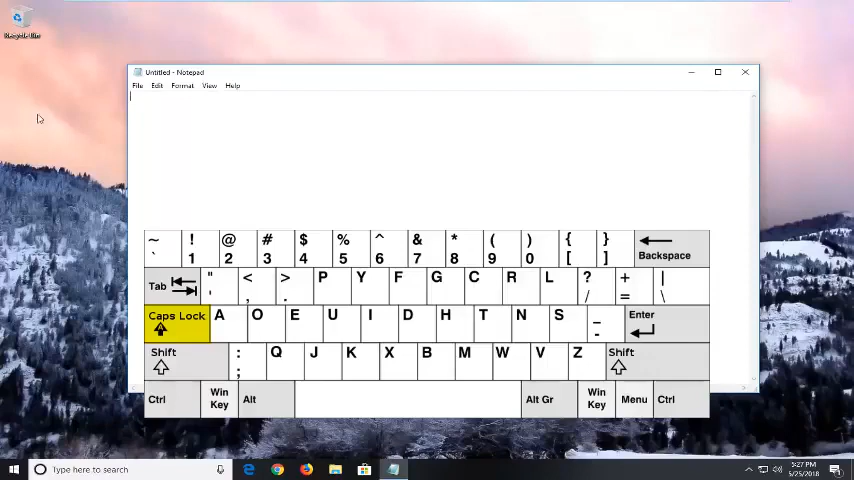 Recycle Bin
Untitled - Notepad
File Edit Format View Help
~ ! @ # $ % ^ & * ( ) { }
` 1 2 3 4 5 6 7 8 9 0 [ ] Backspace
Tab " < > P Y F G C R L ? + |
' , . / = \
Caps Lock A O E U I D H T N S _ Enter
-
Shift : Q J K X B M W V Z Shift
;
Ctrl Win Key Alt Alt Gr Win Key Menu Ctrl
Type here to search
5:27 PM
5/25/2018